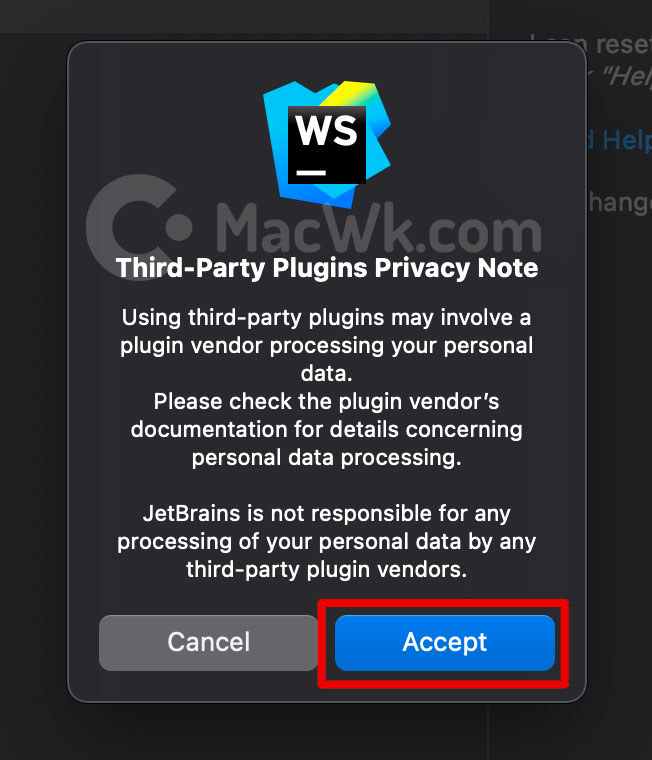 I can reset
"Hel
d Help
hange
WS
MacWk.com
Third-Party Plugins Privacy Note
Using third-party plugins may involve a
plugin vendor processing your personal
data.
Please check the plugin vendor's
documentation for details concerning
personal data processing.
JetBrains is not responsible for any
processing of your personal data by any
third-party plugin vendors.
Cancel
Accept